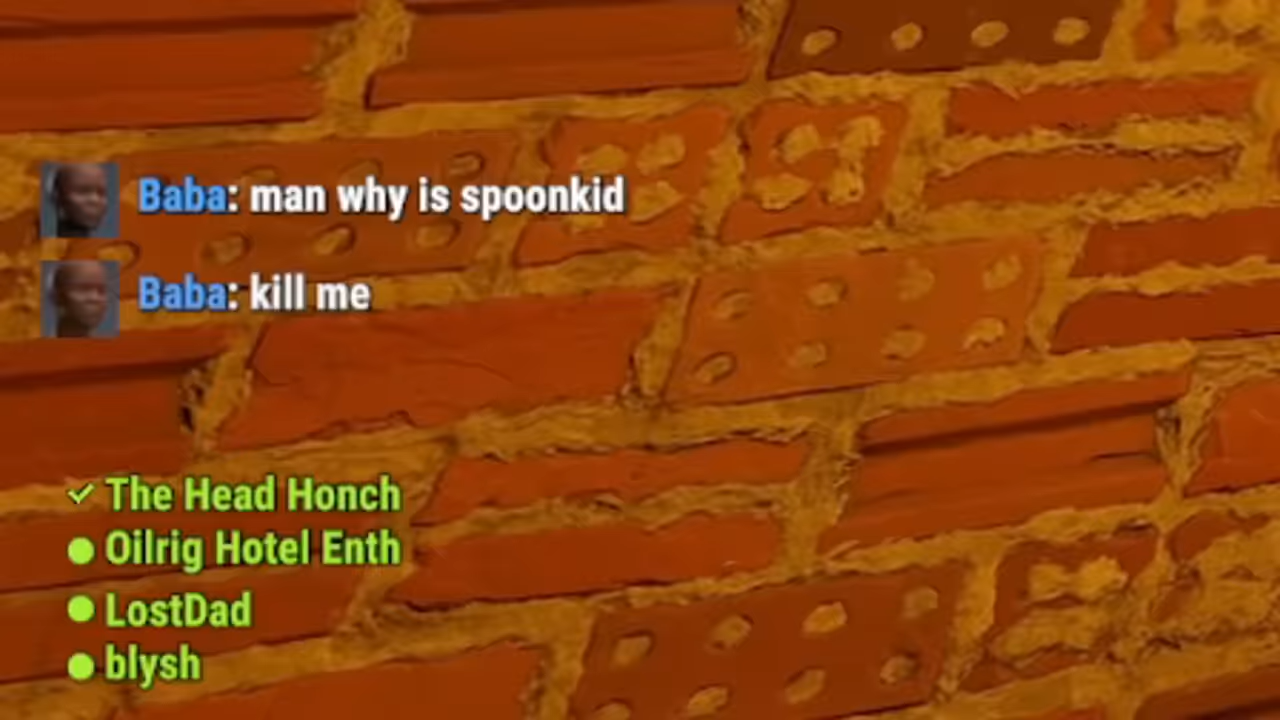 Baba: man why is spoonkid
Baba: kill me
The Head Honch
Oilrig Hotel Enth
LostDad
blysh